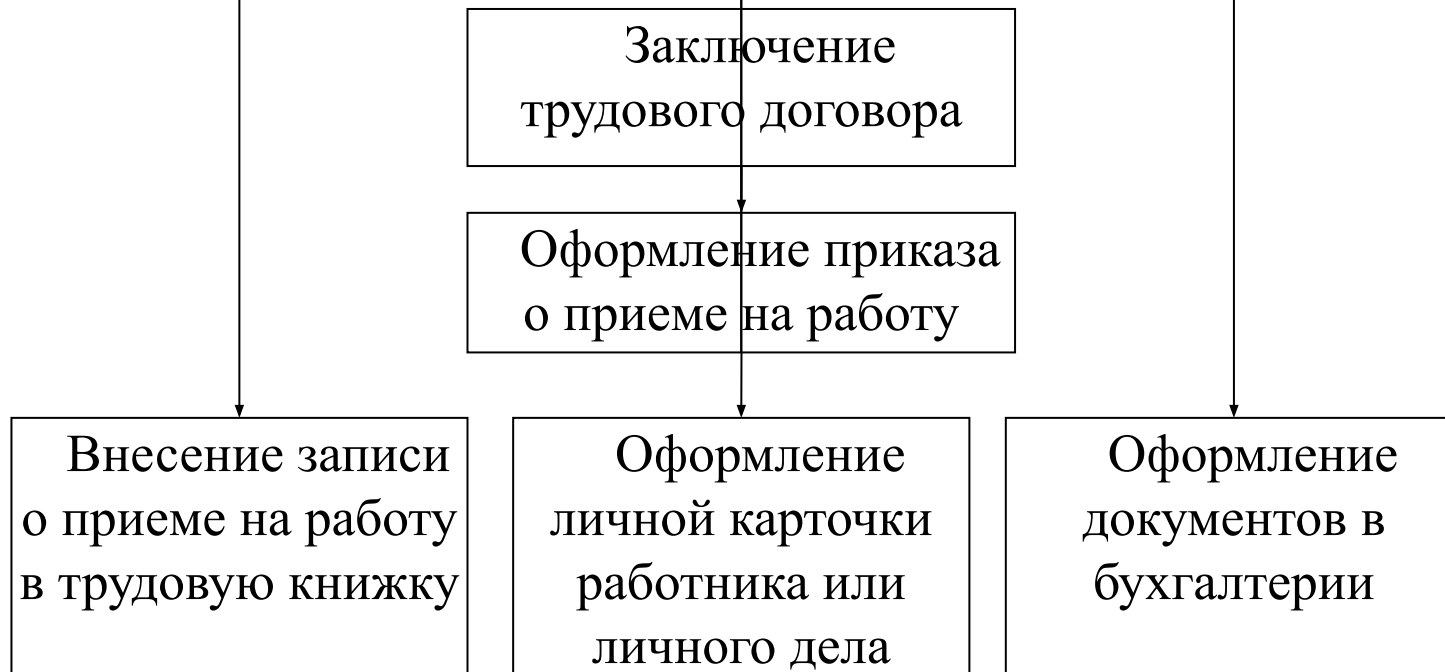 Заключение
трудового договора
Оформление приказа
о приеме на работу
Внесение записи
о приеме на работу
в трудовую книжку
Оформление
личной карточки
работника или
личного дела
Оформление
документов в
бухгалтерии